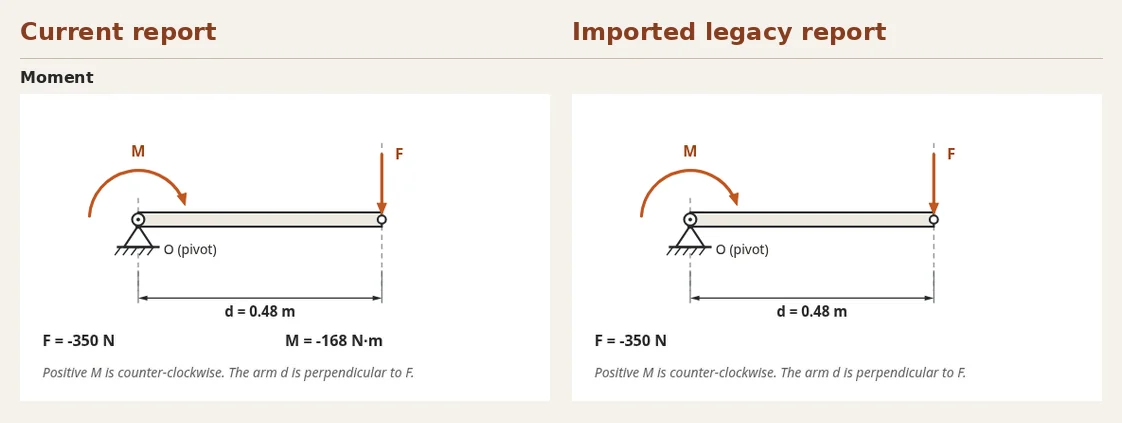 Current report
Imported legacy report
Moment
M
F
O (pivot)
d = 0.48 m
F = -350 N
M = -168 N·m
Positive M is counter-clockwise. The arm d is perpendicular to F.
M
F
O (pivot)
d = 0.48 m
F = -350 N
Positive M is counter-clockwise. The arm d is perpendicular to F.